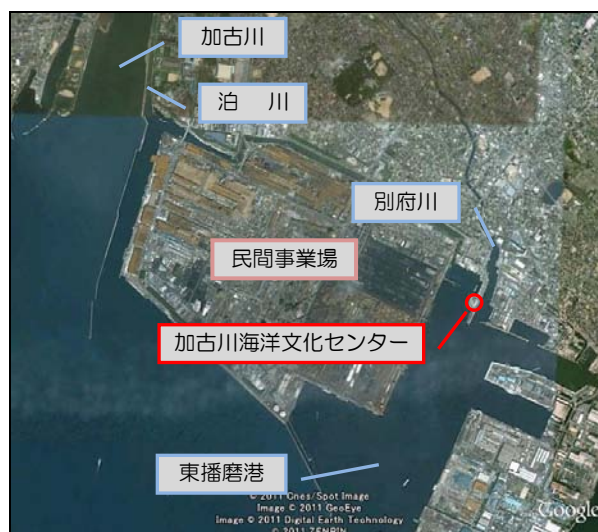 加古川
泊　川
別府川
民間事業場
加古川海洋文化センター
東播磨港
© 2011 Cnes/Spot Image
Image © 2011 GeoEye
Image © 2011 Digital Earth Technology
© 2011 ZENRIN
Google